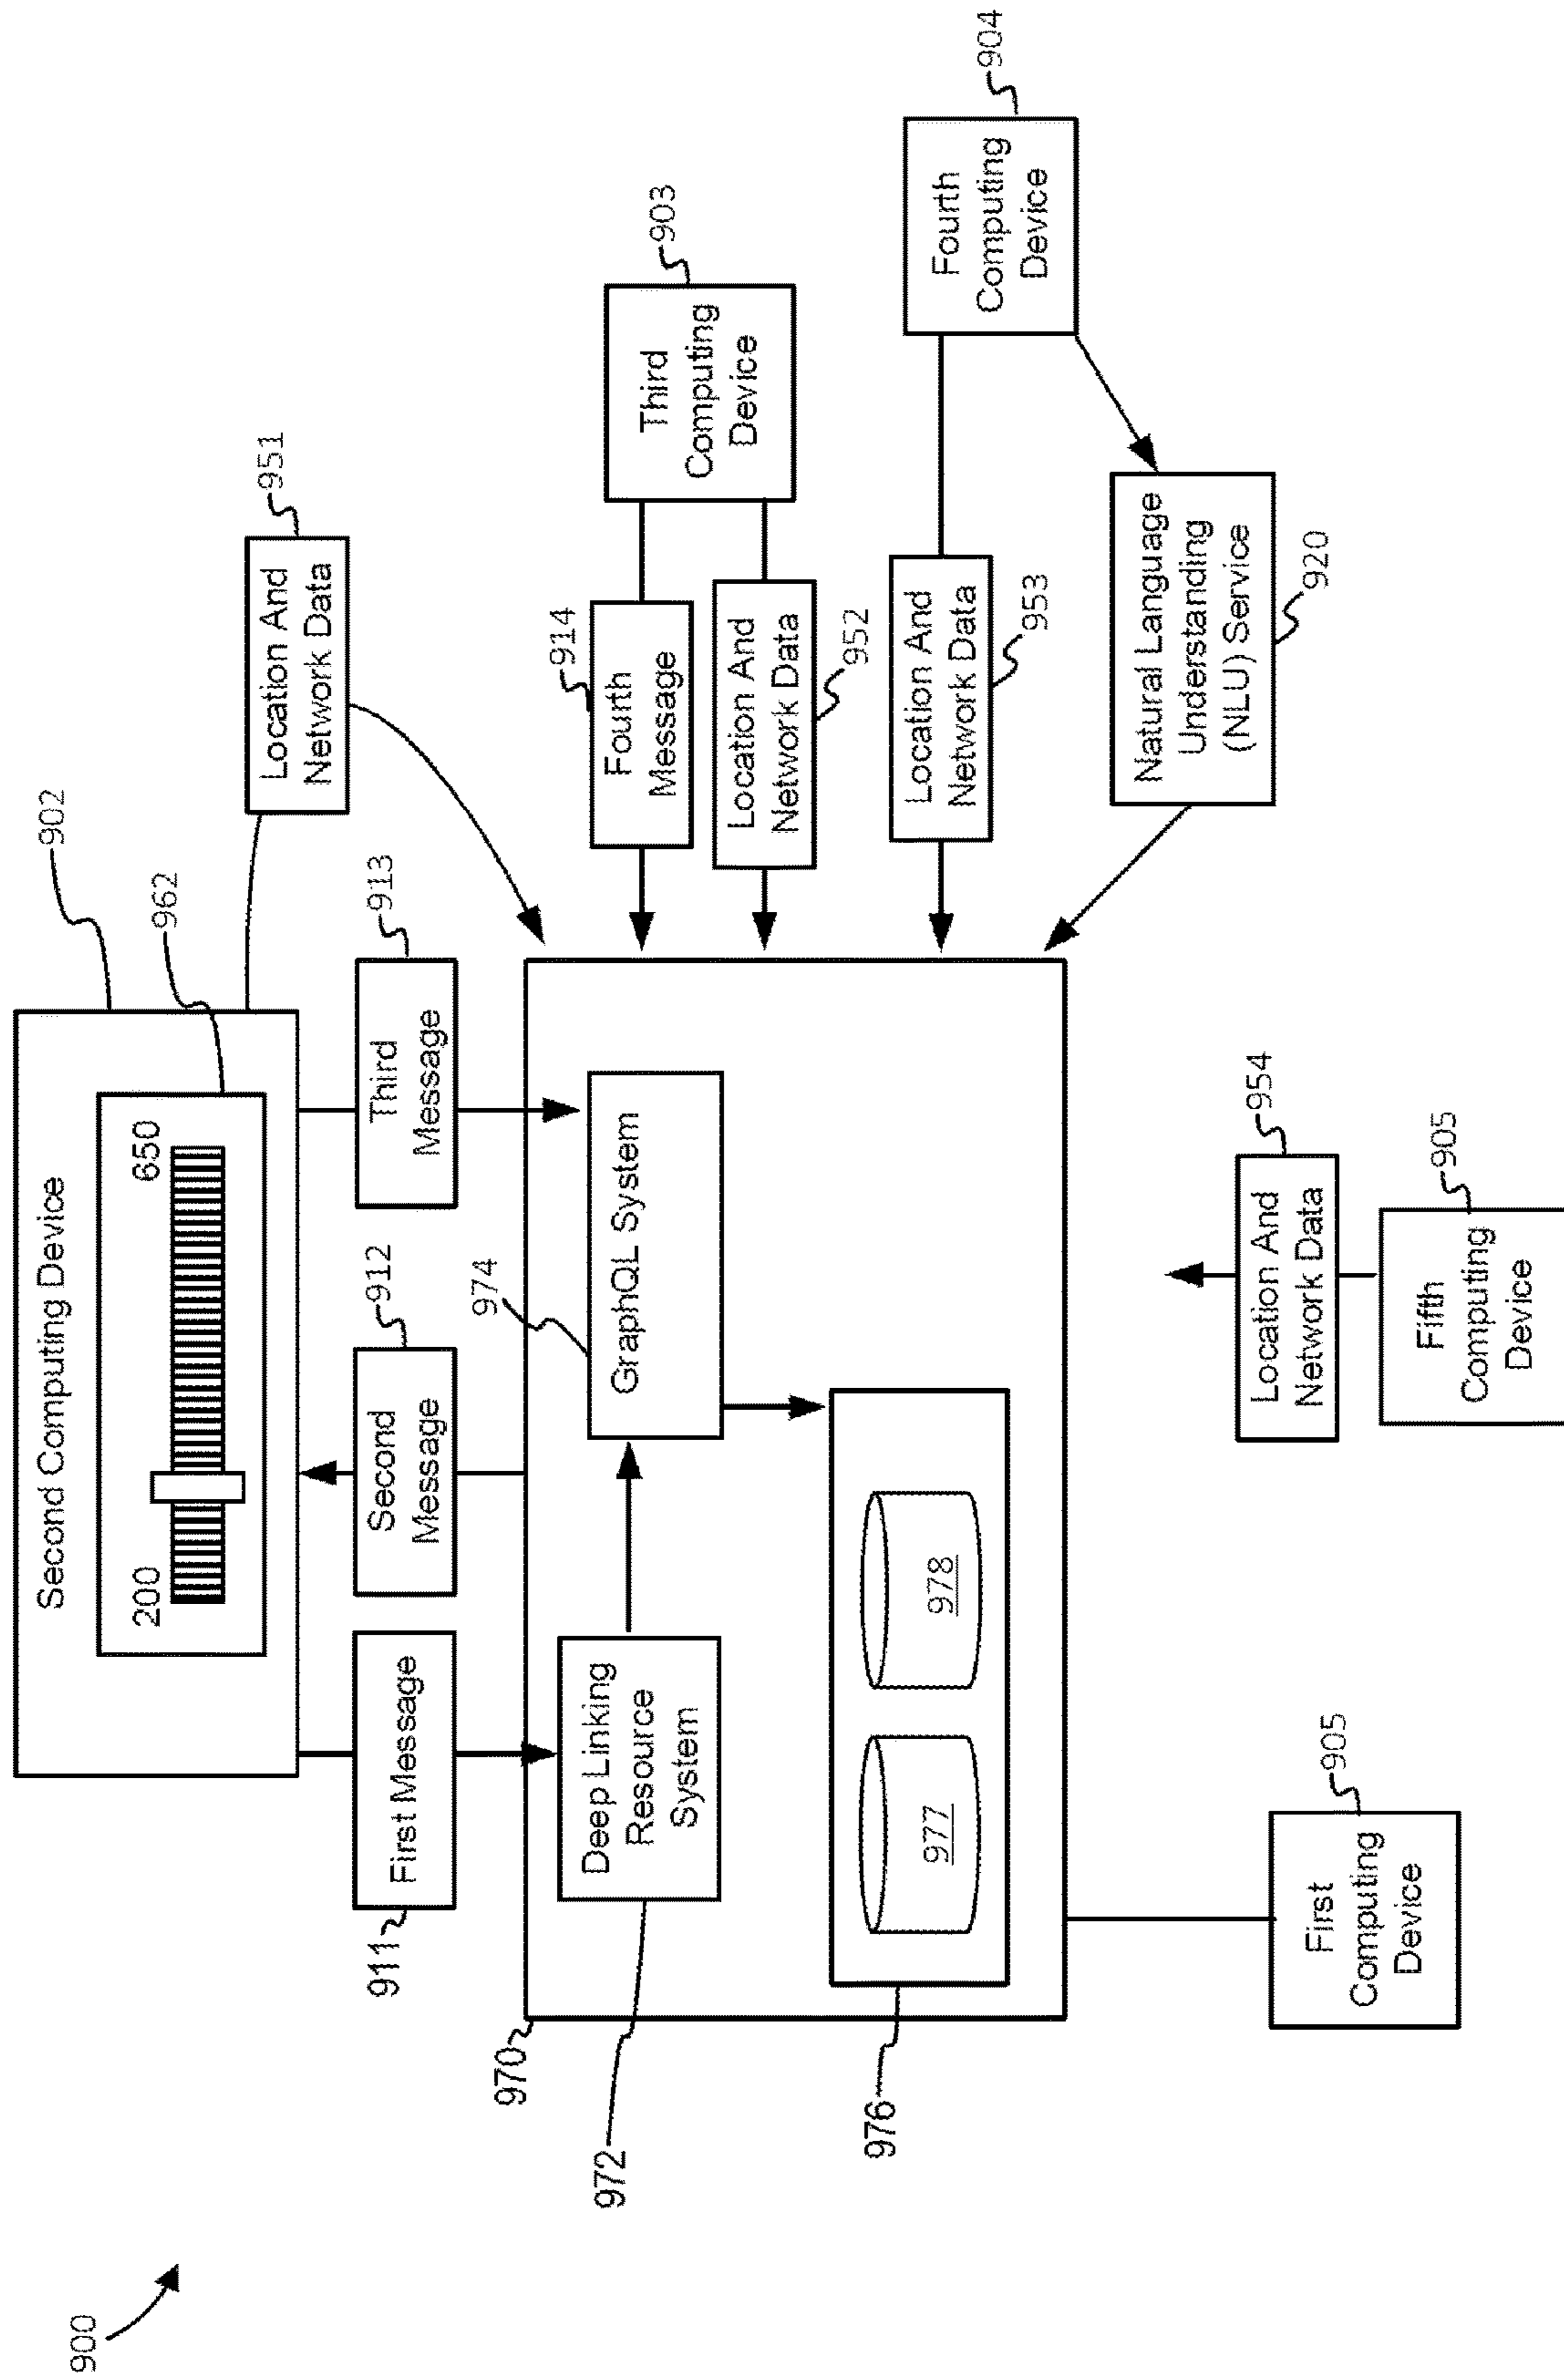 900
Second Computing Device
902
200
650
962
Location And
Network Data
951
First Message
911
Second
Message
912
Third
Message
913
970
Deep Linking
Resource
System
972
GraphQL System
974
976
977
978
Fourth
Message
914
Third
Computing
Device
903
Location And
Network Data
952
Location And
Network Data
953
Fourth
Computing
Device
904
Natural Language
Understanding
(NLU) Service
920
First
Computing
Device
905
Location And
Network Data
954
Fifth
Computing
Device
905